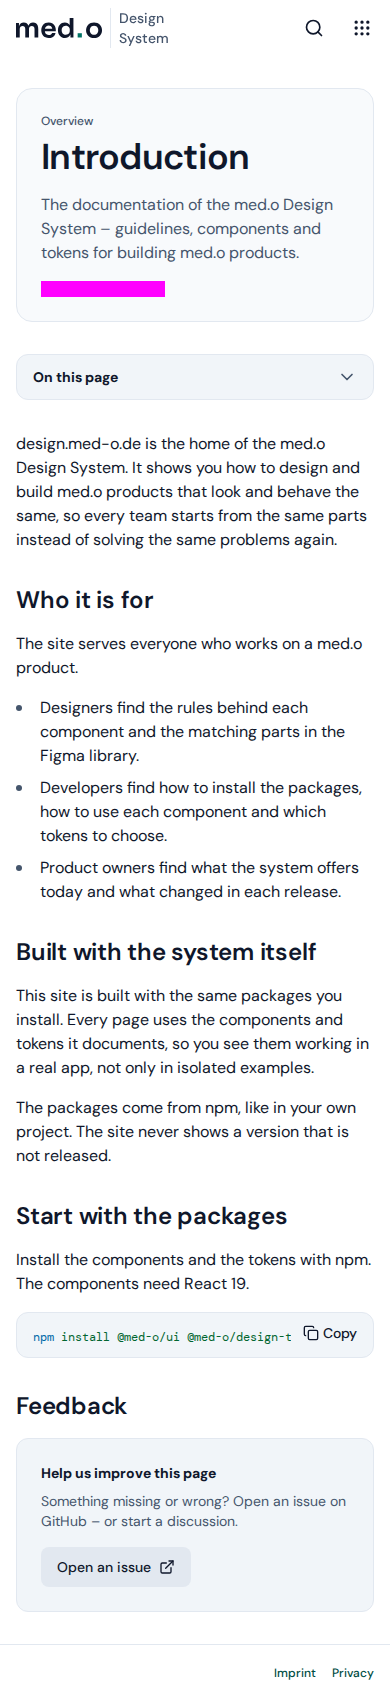 med.o Design
System
Overview
Introduction
The documentation of the med.o Design
System – guidelines, components and
tokens for building med.o products.
On this page
design.med-o.de is the home of the med.o
Design System. It shows you how to design and
build med.o products that look and behave the
same, so every team starts from the same parts
instead of solving the same problems again.
Who it is for
The site serves everyone who works on a med.o
product.
Designers find the rules behind each
component and the matching parts in the
Figma library.
Developers find how to install the packages,
how to use each component and which
tokens to choose.
Product owners find what the system offers
today and what changed in each release.
Built with the system itself
This site is built with the same packages you
install. Every page uses the components and
tokens it documents, so you see them working in
a real app, not only in isolated examples.
The packages come from npm, like in your own
project. The site never shows a version that is
not released.
Start with the packages
Install the components and the tokens with npm.
The components need React 19.
npm install @med-o/ui @med-o/design-t Copy
Feedback
Help us improve this page
Something missing or wrong? Open an issue on
GitHub – or start a discussion.
Open an issue
Imprint Privacy